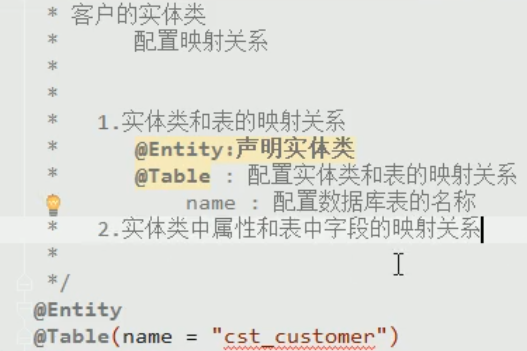 * 客户的实体类
*      配置映射关系
*
*
*   1.实体类和表的映射关系
*      @Entity:声明实体类
*      @Table : 配置实体类和表的映射关系
           name : 配置数据库表的名称
*   2.实体类中属性和表中字段的映射关系
*
*/
@Entity
@Table(name = "cst_customer")